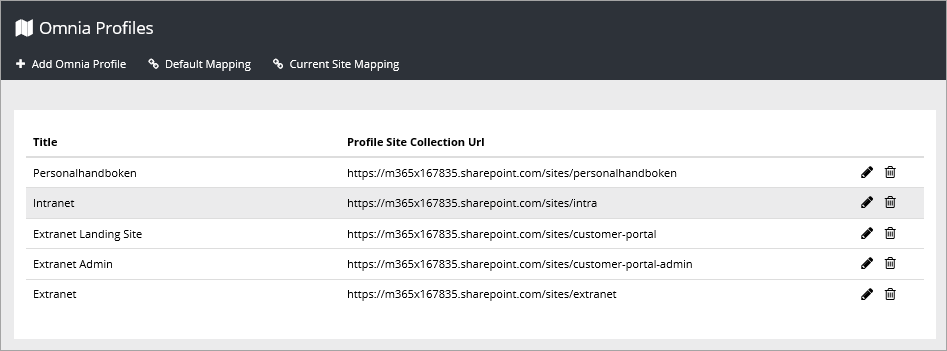 Omnia Profiles
Add Omnia Profile Default Mapping Current Site Mapping
Title Profile Site Collection Url
Personalhandboken https://m365x167835.sharepoint.com/sites/personalhandboken
Intranet https://m365x167835.sharepoint.com/sites/intra
Extranet Landing Site https://m365x167835.sharepoint.com/sites/customer-portal
Extranet Admin https://m365x167835.sharepoint.com/sites/customer-portal-admin
Extranet https://m365x167835.sharepoint.com/sites/extranet